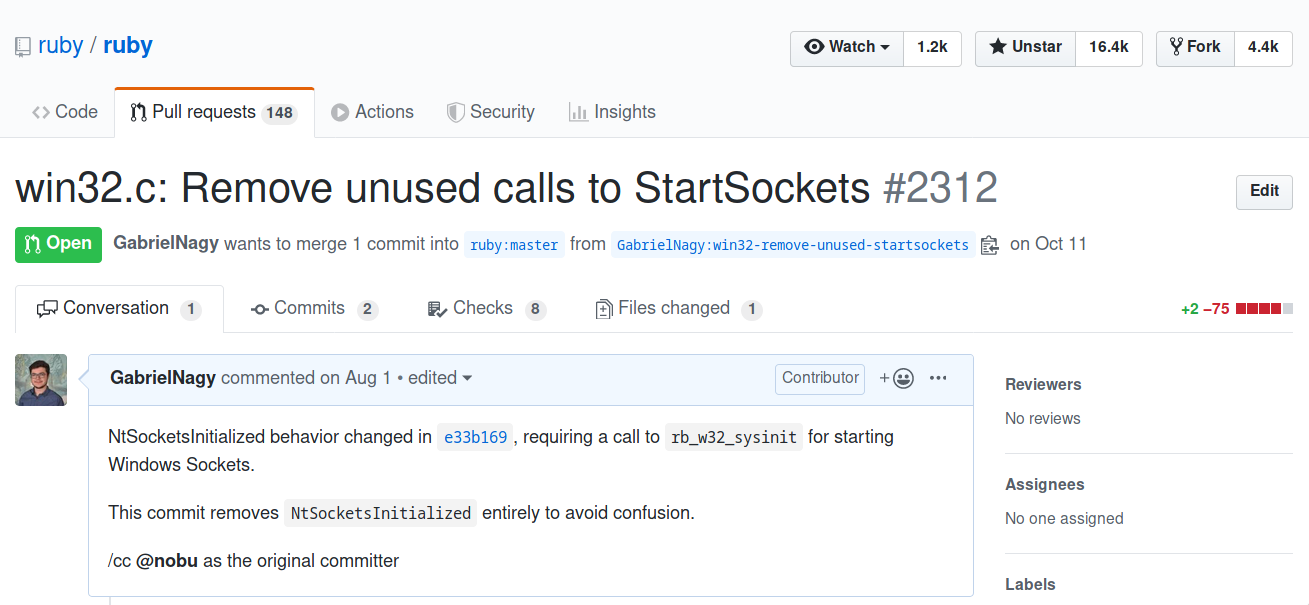 ruby / ruby
Watch 1.2k Unstar 16.4k Fork 4.4k
Code Pull requests 148 Actions Security Insights
win32.c: Remove unused calls to StartSockets #2312
Edit
Open GabrielNagy wants to merge 1 commit into ruby:master from GabrielNagy:win32-remove-unused-startsockets on Oct 11
Conversation 1 Commits 2 Checks 8 Files changed 1 +2 −75
GabrielNagy commented on Aug 1 • edited Contributor
NtSocketsInitialized behavior changed in e33b169, requiring a call to rb_w32_sysinit for starting
Windows Sockets.
This commit removes NtSocketsInitialized entirely to avoid confusion.
/cc @nobu as the original committer
Reviewers
No reviews
Assignees
No one assigned
Labels